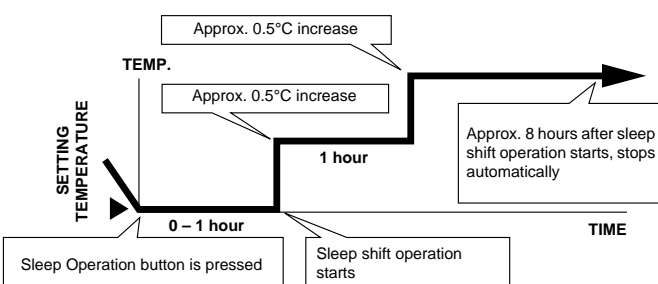 Approx. 0.5°C increase
TEMP.
Approx. 0.5°C increase
SETTING
TEMPERATURE
1 hour
Approx. 8 hours after sleep
shift operation starts, stops
automatically
0 – 1 hour
TIME
Sleep Operation button is pressed
Sleep shift operation
starts